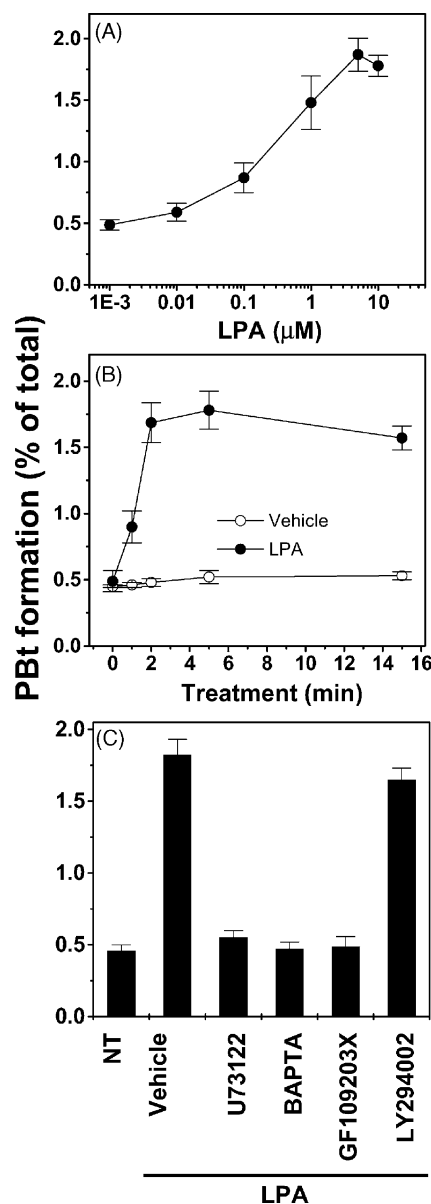 (A)
2.0
1.5
1.0
0.5
0.0
1E-3 0.01 0.1 1 10
LPA (μM)
PBt formation (% of total)
(B)
2.0
1.5
1.0
0.5
0.0
Vehicle
LPA
0 2 4 6 8 10 12 14 16
Treatment (min)
(C)
2.0
1.5
1.0
0.5
0.0
NT
Vehicle
U73122
BAPTA
GF109203X
LY294002
LPA